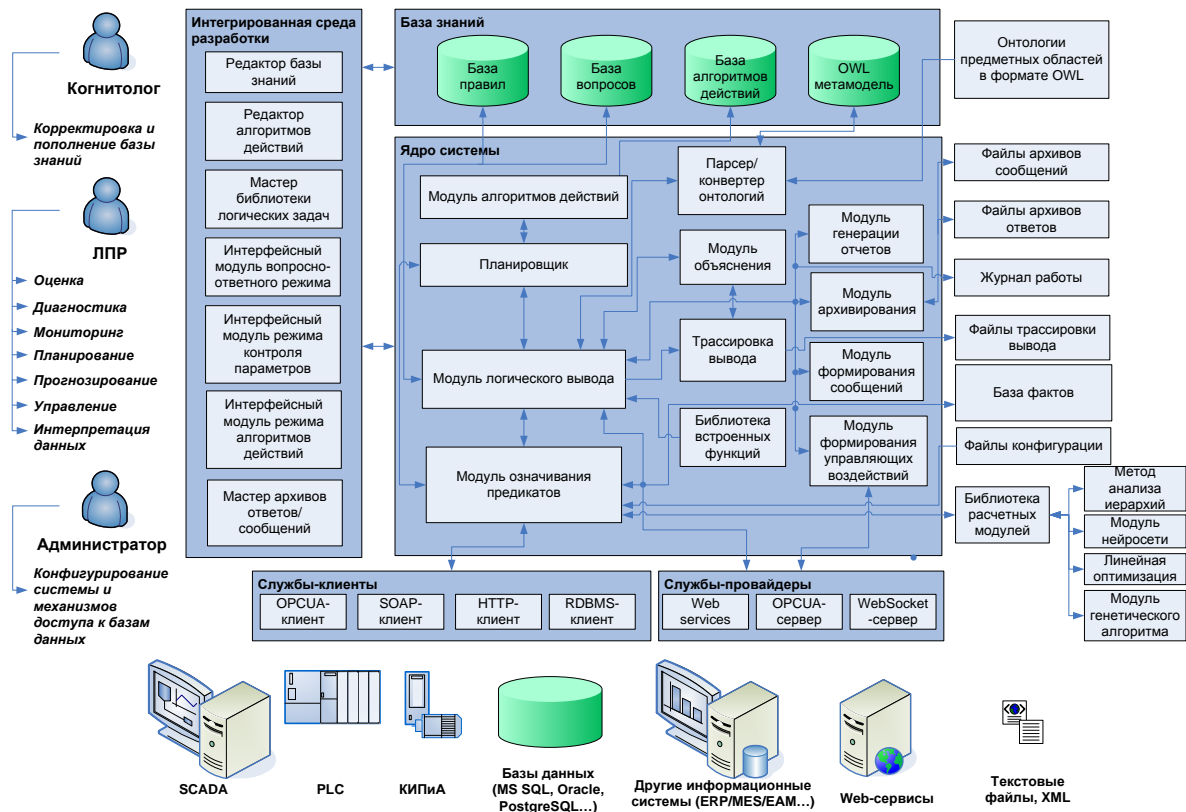 Когнитолог
Корректировка и
пополнение базы
знаний
ЛПР
Оценка
Диагностика
Мониторинг
Планирование
Прогнозирование
Управление
Интерпретация
данных
Администратор
Конфигурирование
системы и
механизмов
доступа к базам
данных
Интегрированная среда
разработки
Редактор базы
знаний
Редактор
алгоритмов
действий
Мастер
библиотеки
логических задач
Интерфейсный
модуль вопросно-
ответного режима
Интерфейсный
модуль режима
контроля
параметров
Интерфейсный
модуль режима
алгоритмов
действий
Мастер архивов
ответов/
сообщений
База знаний
База
правил
База
вопросов
База
алгоритмов
действий
OWL
метамодель
Ядро системы
Модуль алгоритмов действий
Планировщик
Модуль логического вывода
Модуль означивания
предикатов
Парсер/
конвертер
онтологий
Модуль
объяснения
Трассировка
вывода
Библиотека
встроенных
функций
Модуль
генерации
отчетов
Модуль
архивирования
Модуль
формирования
сообщений
Модуль
формирования
управляющих
воздействий
Онтологии
предметных областей
в формате OWL
Файлы архивов
сообщений
Файлы архивов
ответов
Журнал работы
Файлы трассировки
вывода
База фактов
Файлы конфигурации
Библиотека
расчетных
модулей
Метод
анализа
иерархий
Модуль
нейросети
Линейная
оптимизация
Модуль
генетического
алгоритма
Службы-клиенты
OPCUA-
клиент
SOAP-
клиент
HTTP-
клиент
RDBMS-
клиент
Службы-провайдеры
Web
services
OPCUA-
сервер
WebSocket
-сервер
SCADA
PLC
КИПиА
Базы данных
(MS SQL, Oracle,
PostgreSQL...)
Другие информационные
системы (ERP/MES/EAM...)
Web-сервисы
Текстовые
файлы, XML